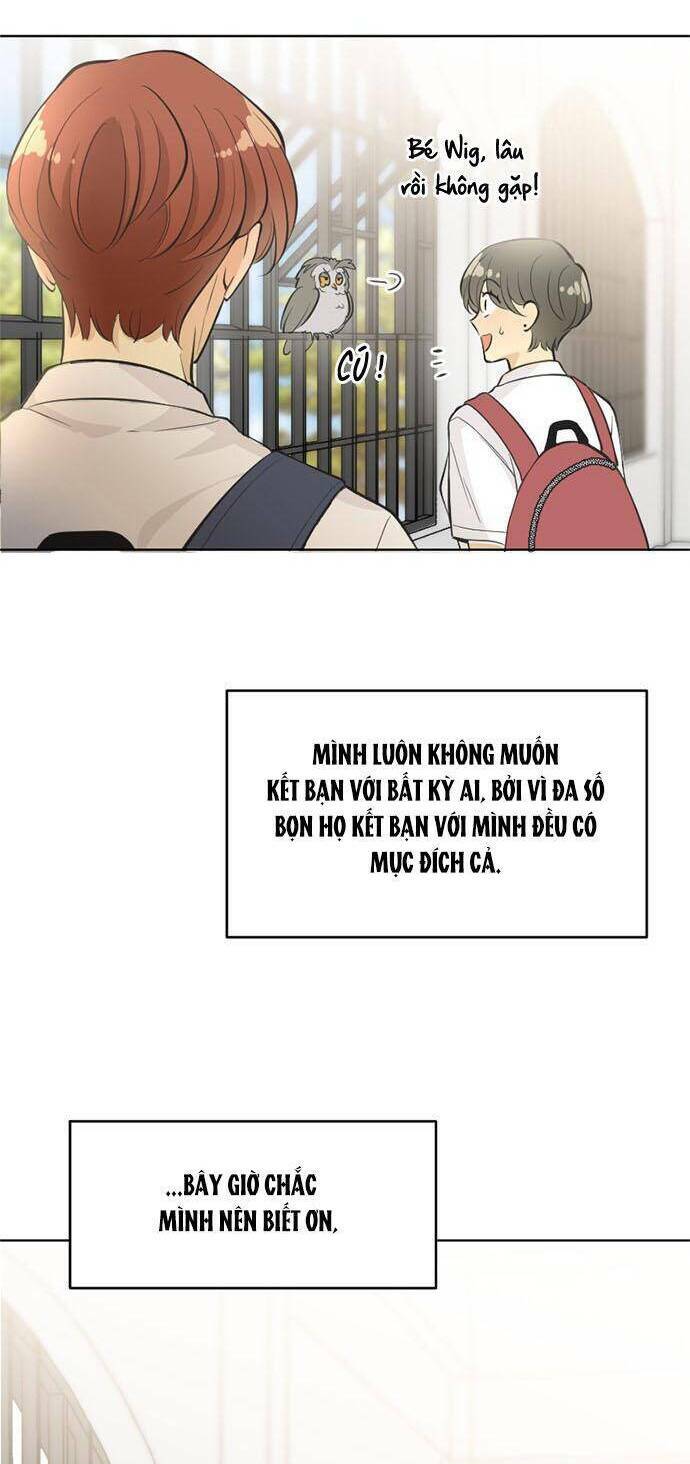 Bé Wig, lâu
rồi không gặp!
CÚ!
MÌNH LUÔN KHÔNG MUỐN
KẾT BẠN VỚI BẤT KỲ AI, BỞI VÌ ĐA SỐ
BỌN HỌ KẾT BẠN VỚI MÌNH ĐỀU CÓ
MỤC ĐÍCH CẢ.
...BÂY GIỜ CHẮC
MÌNH NÊN BIẾT ƠN,